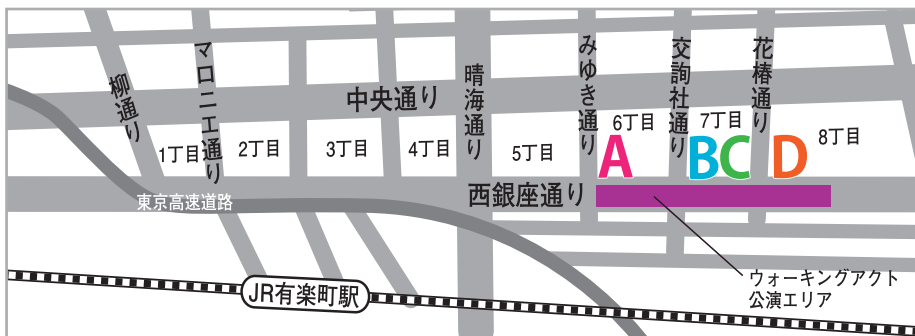 柳通り
マロニエ通り
中央通り
晴海通り
みゆき通り
交詢社通り
花椿通り
1丁目
2丁目
3丁目
4丁目
5丁目
6丁目
7丁目
8丁目
A
B
C
D
西銀座通り
東京高速道路
JR有楽町駅
ウォーキングアクト
公演エリア